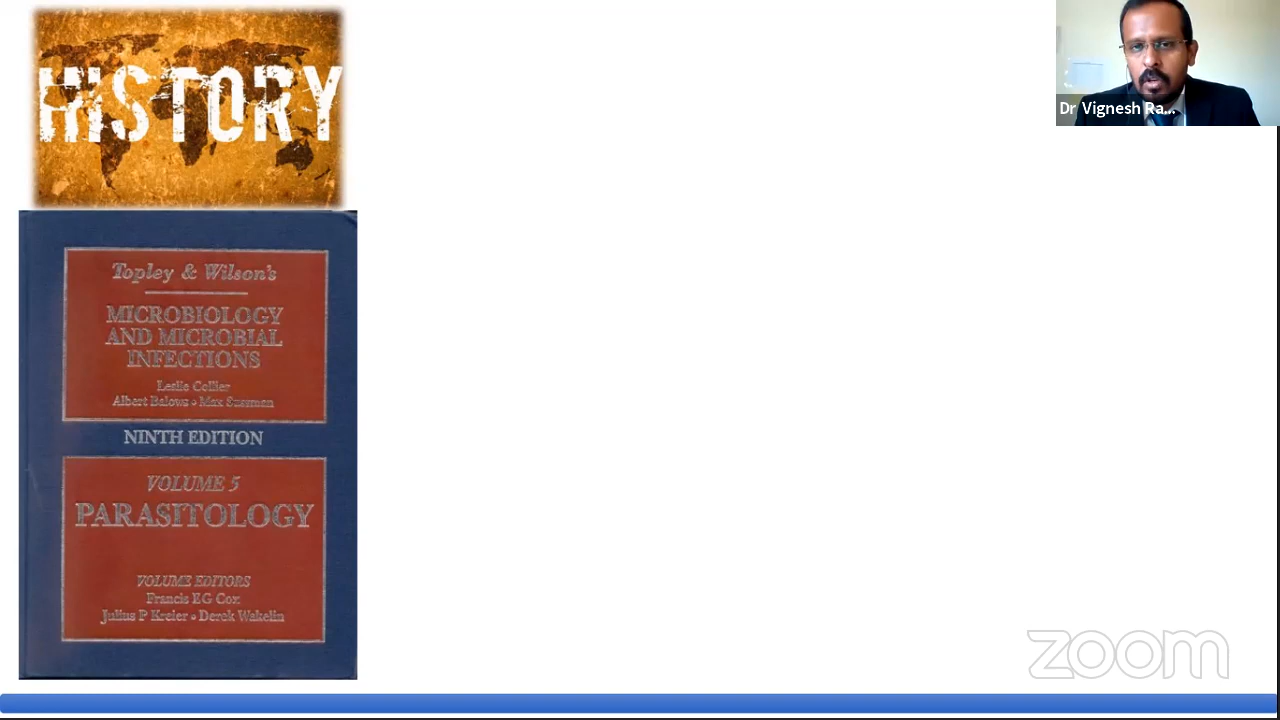 HISTORY
Dr Vignesh Ra...
Topley & Wilson's
MICROBIOLOGY
AND MICROBIAL
INFECTIONS
Leslie Collier
Albert Balows • Max Sussman
NINTH EDITION
VOLUME 5
PARASITOLOGY
VOLUME EDITORS
Francis EG Cox
Julius P Kreier • Derek Wakelin
zoom